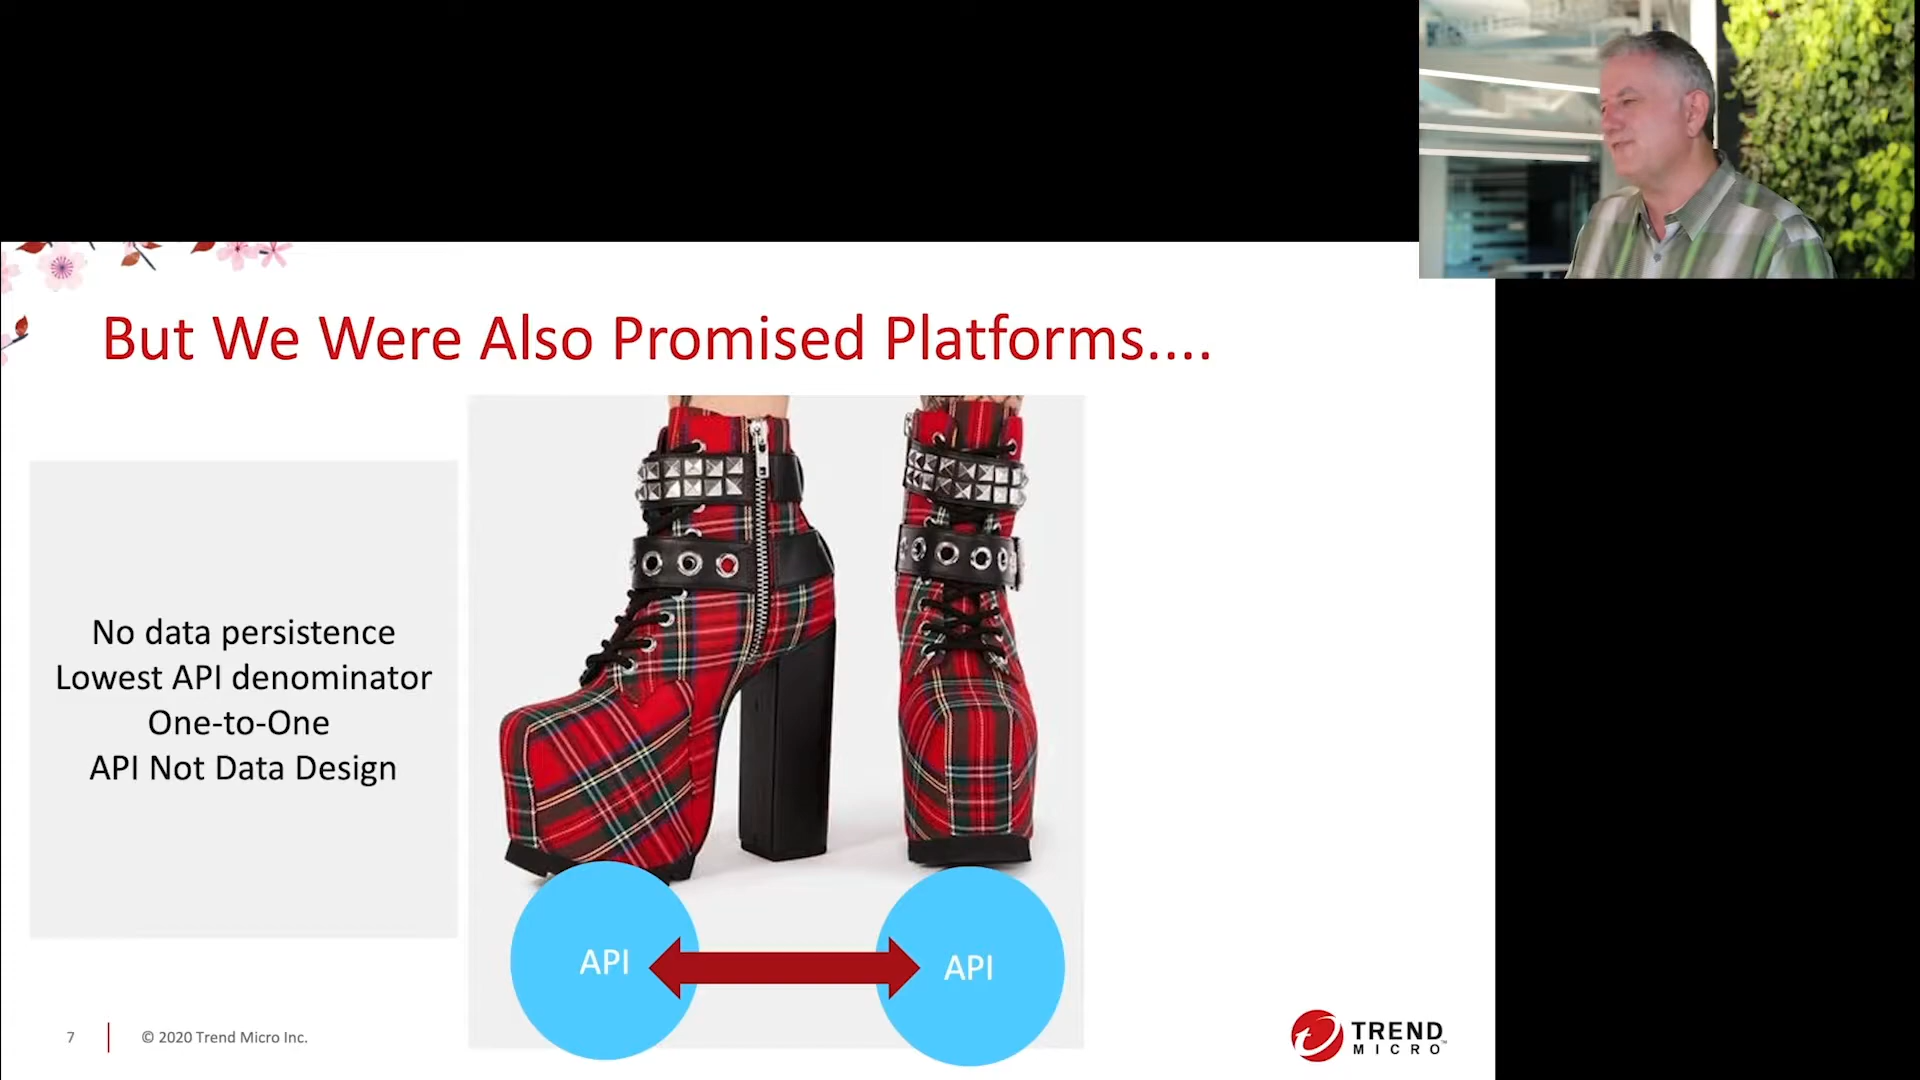 But We Were Also Promised Platforms....
No data persistence
Lowest API denominator
One-to-One
API Not Data Design
API
API
7
© 2020 Trend Micro Inc.
TREND
MICRO™